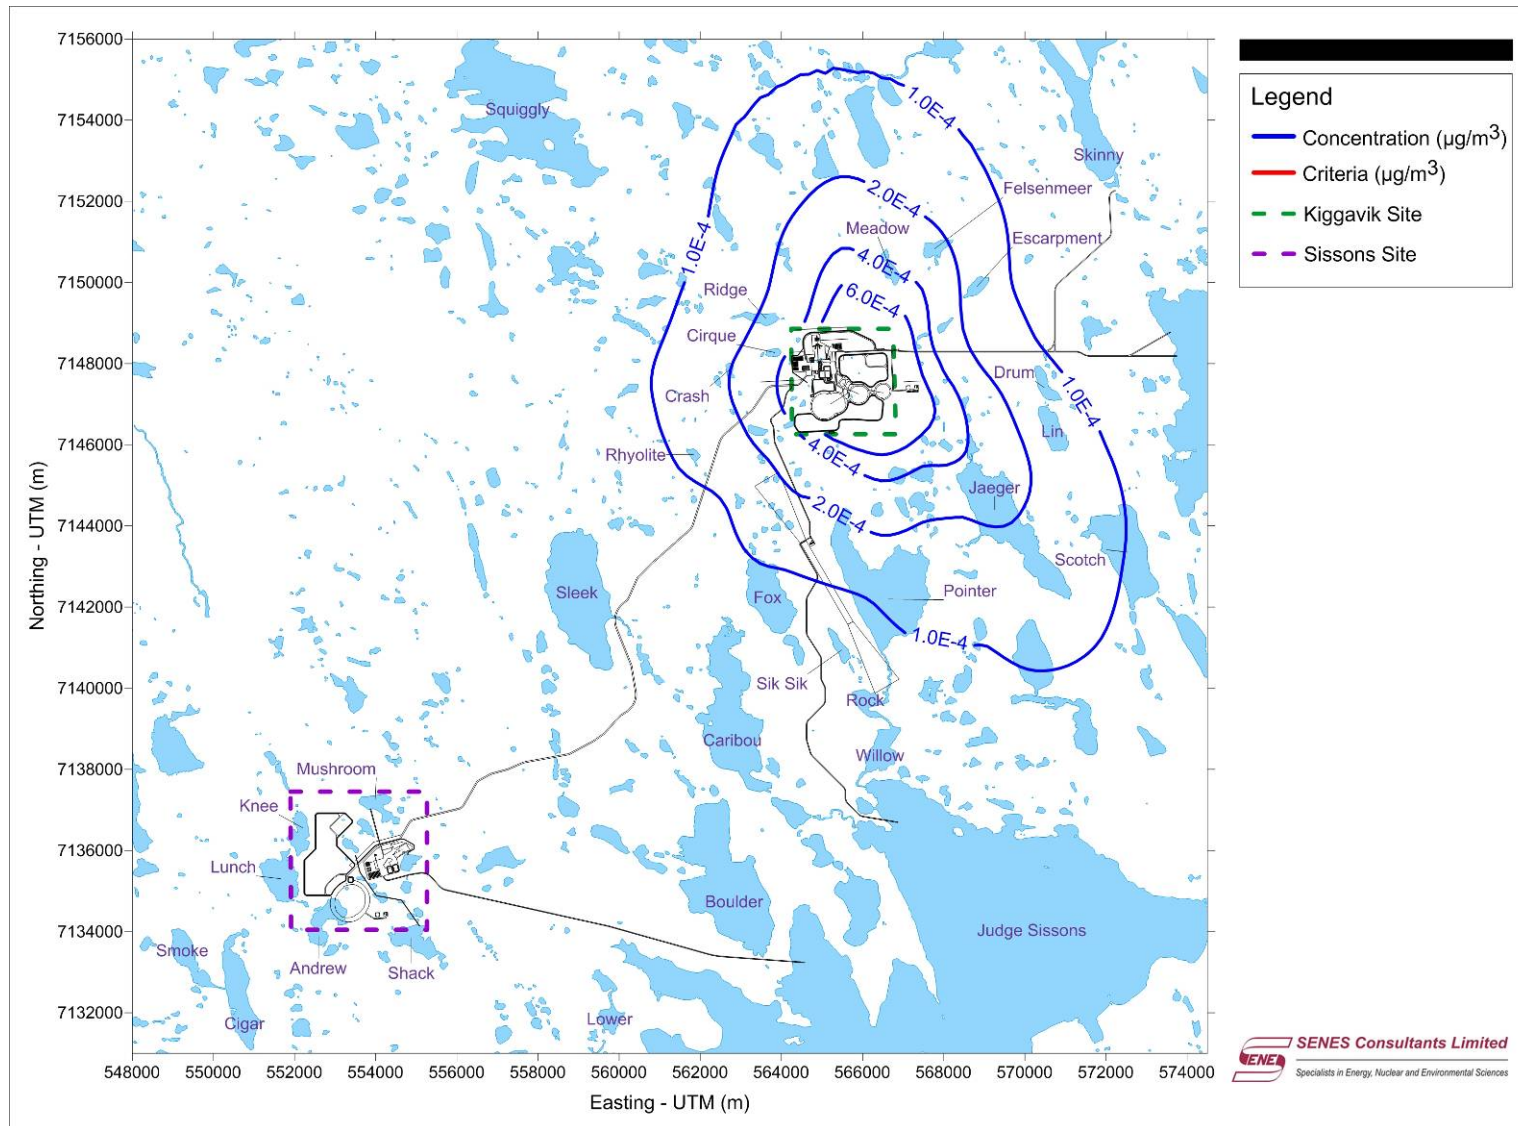 7156000
7154000
7152000
7150000
7148000
7146000
7144000
7142000
7140000
7138000
7136000
7134000
7132000
Northing - UTM (m)
548000 550000 552000 554000 556000 558000 560000 562000 564000 566000 568000 570000 572000 574000
Easting - UTM (m)
Squiggly
1.0E-4
Skinny
2.0E-4
Felsenmeer
Meadow
Escarpment
1.0E-4
4.0E-4
Ridge
6.0E-4
Cirque
Crash
Drum
1.0E-4
Lin
Rhyolite
4.0E-4
Jaeger
2.0E-4
Scotch
Sleek
Fox
Pointer
1.0E-4
Sik Sik
Rock
Caribou
Willow
Mushroom
Knee
Lunch
Boulder
Judge Sissons
Smoke
Andrew
Shack
Cigar
Lower
Legend
Concentration (µg/m³)
Criteria (µg/m³)
Kiggavik Site
Sissons Site
SENES
SENES Consultants Limited
Specialists in Energy, Nuclear and Environmental Sciences